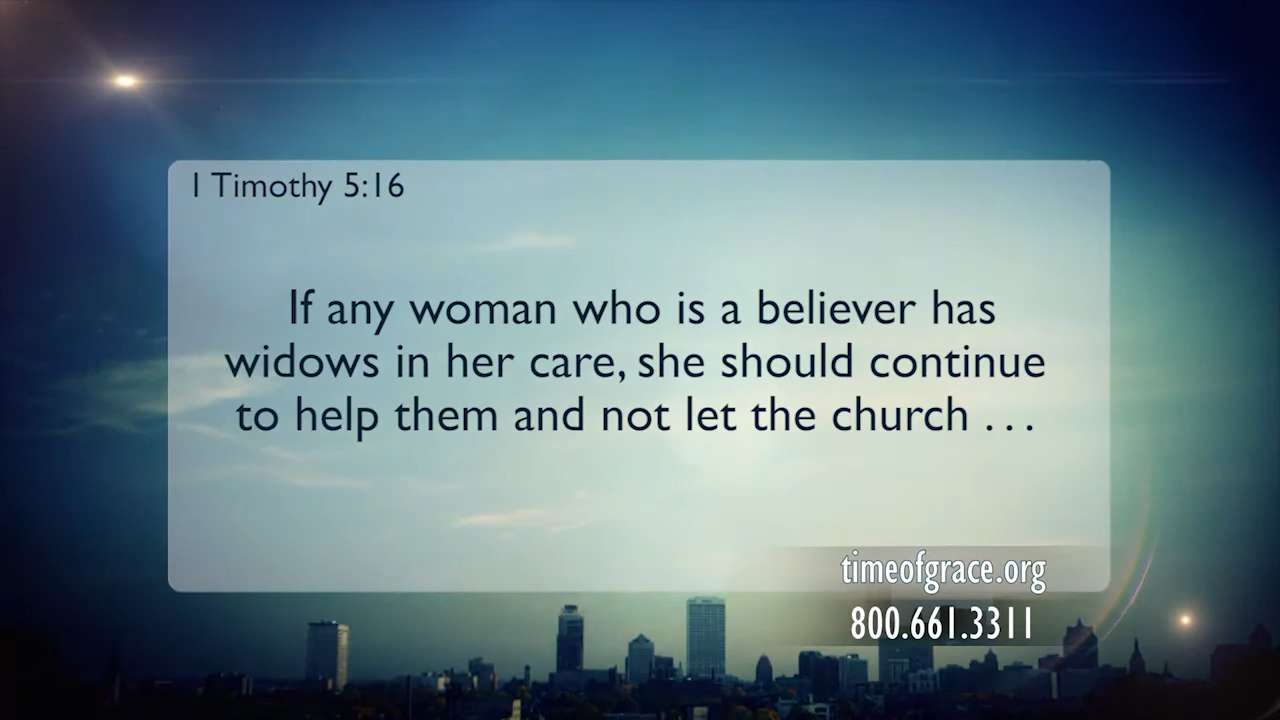 1 Timothy 5:16
If any woman who is a believer has
widows in her care, she should continue
to help them and not let the church . . .
timeofgrace.org
800.661.3311